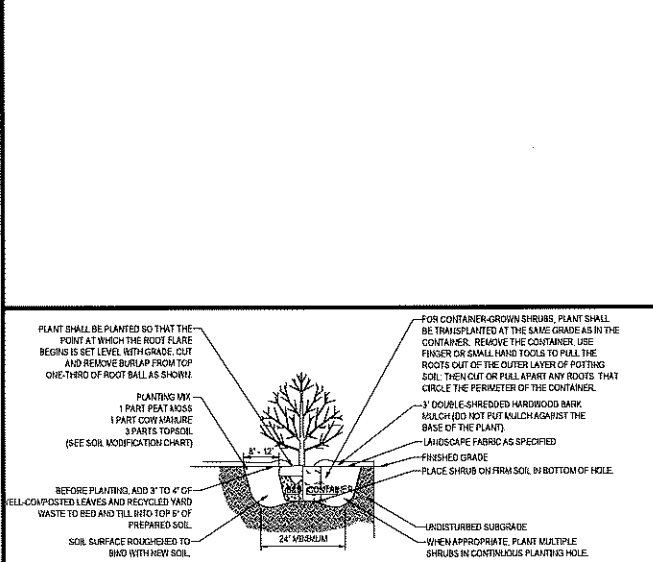 PLANT SHALL BE PLANTED SO THAT THE
POINT AT WHICH THE ROOT FLARE
BEGINS IS SET LEVEL WITH GRADE. CUT
AND REMOVE BURLAP FROM TOP
ONE-THIRD OF ROOT BALL AS SHOWN.
PLANTING MIX
1 PART PEAT MOSS
1 PART COW MANURE
3 PARTS TOPSOIL
(SEE SOIL MODIFICATION CHART)
8" - 12"
BEFORE PLANTING, ADD 3" TO 4" OF
WELL-COMPOSTED LEAVES AND RECYCLED YARD
WASTE TO BED AND TILL INTO TOP 6" OF
PREPARED SOIL.
SOIL SURFACE ROUGHENED TO
BIND WITH NEW SOIL.
FOR CONTAINER-GROWN SHRUBS, PLANT SHALL
BE TRANSPLANTED AT THE SAME GRADE AS IN THE
CONTAINER. REMOVE THE CONTAINER. USE
FINGER OR SMALL HAND TOOLS TO PULL THE
ROOTS OUT OF THE OUTER LAYER OF POTTING
SOIL; THEN CUT OR PULL APART ANY ROOTS THAT
CIRCLE THE PERIMETER OF THE CONTAINER.
3" DOUBLE-SHREDDED HARDWOOD BARK
MULCH (DO NOT PUT MULCH AGAINST THE
BASE OF THE PLANT).
LANDSCAPE FABRIC AS SPECIFIED
FINISHED GRADE
PLACE SHRUB ON FIRM SOIL IN BOTTOM OF HOLE.
B&B CONTAINER
UNDISTURBED SUBGRADE
24" MINIMUM
WHEN APPROPRIATE, PLANT MULTIPLE
SHRUBS IN CONTINUOUS PLANTING HOLE.